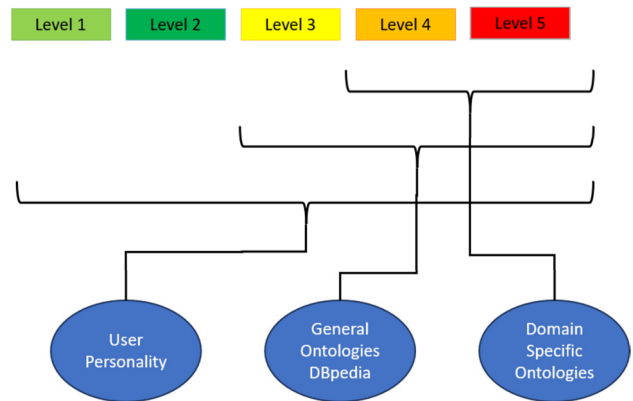 Level 1
Level 2
Level 3
Level 4
Level 5
User
Personality
General
Ontologies
DBpedia
Domain
Specific
Ontologies